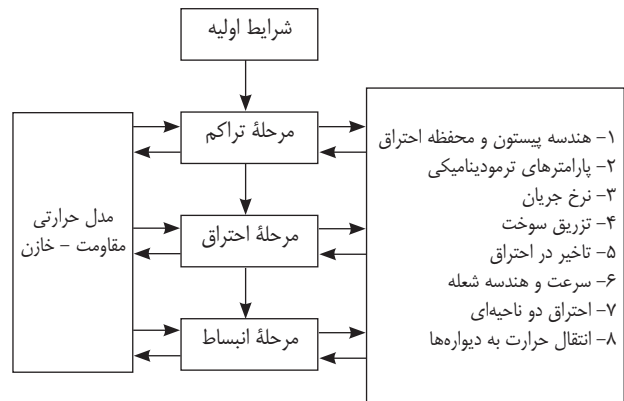 شرایط اولیه
مرحلهٔ تراکم
مرحلهٔ احتراق
مرحلهٔ انبساط
۱– هندسه پیستون و محفظه احتراق
۲– پارامترهای ترمودینامیکی
۳– نرخ جریان
۴– تزریق سوخت
۵– تاخیر در احتراق
۶– سرعت و هندسه شعله
۷– احتراق دو ناحیه‌ای
۸– انتقال حرارت به دیواره‌ها
مدل حرارتی
مقاومت – خازن